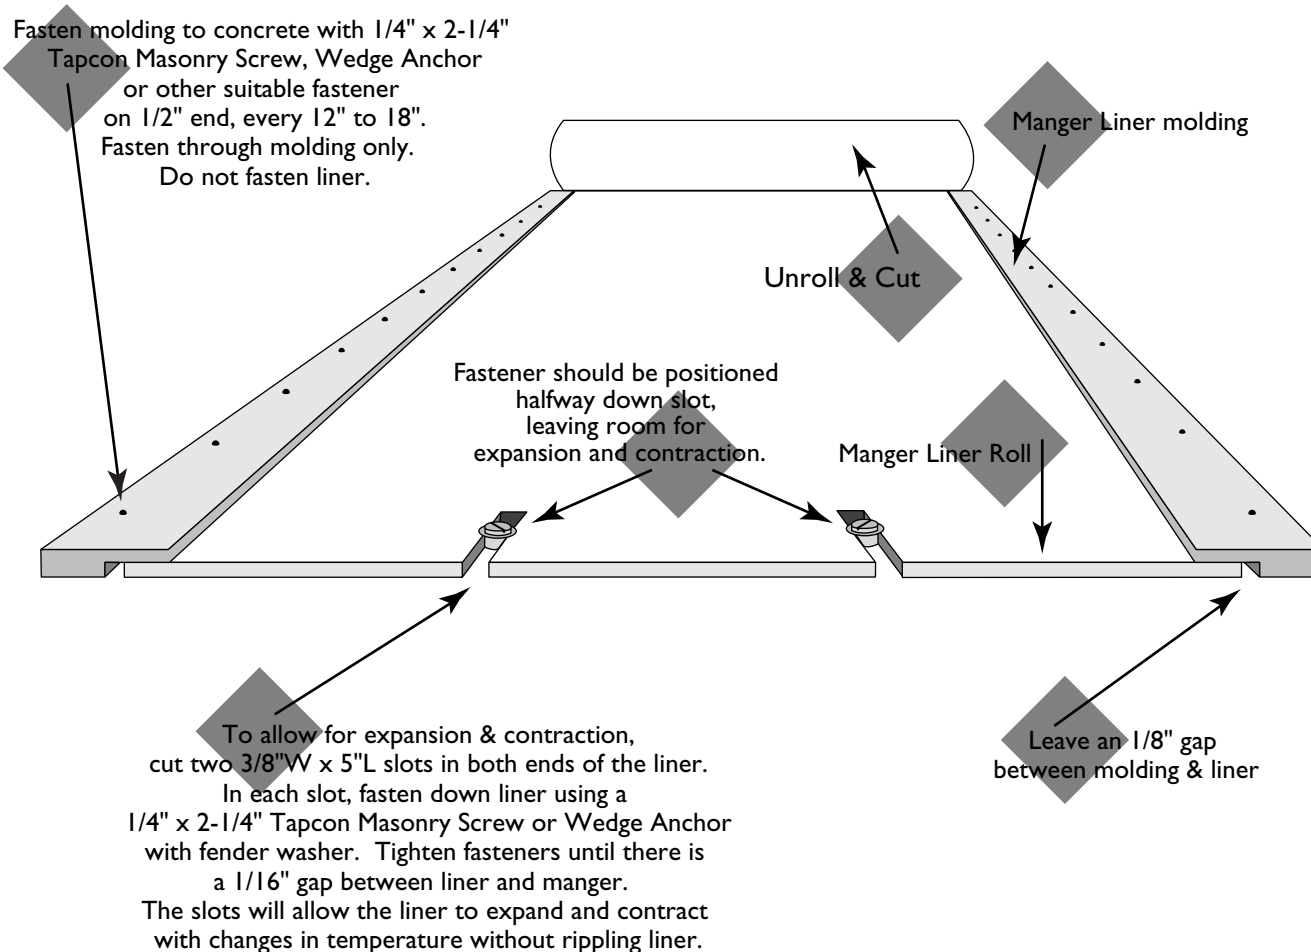 Fasten molding to concrete with 1/4" x 2-1/4"
Tapcon Masonry Screw, Wedge Anchor
or other suitable fastener
on 1/2" end, every 12" to 18".
Fasten through molding only.
Do not fasten liner.
Manger Liner molding
Unroll & Cut
Fastener should be positioned
halfway down slot,
leaving room for
expansion and contraction.
Manger Liner Roll
To allow for expansion & contraction,
cut two 3/8"W x 5"L slots in both ends of the liner.
In each slot, fasten down liner using a
1/4" x 2-1/4" Tapcon Masonry Screw or Wedge Anchor
with fender washer.  Tighten fasteners until there is
a 1/16" gap between liner and manger.
The slots will allow the liner to expand and contract
with changes in temperature without rippling liner.
Leave an 1/8" gap
between molding & liner